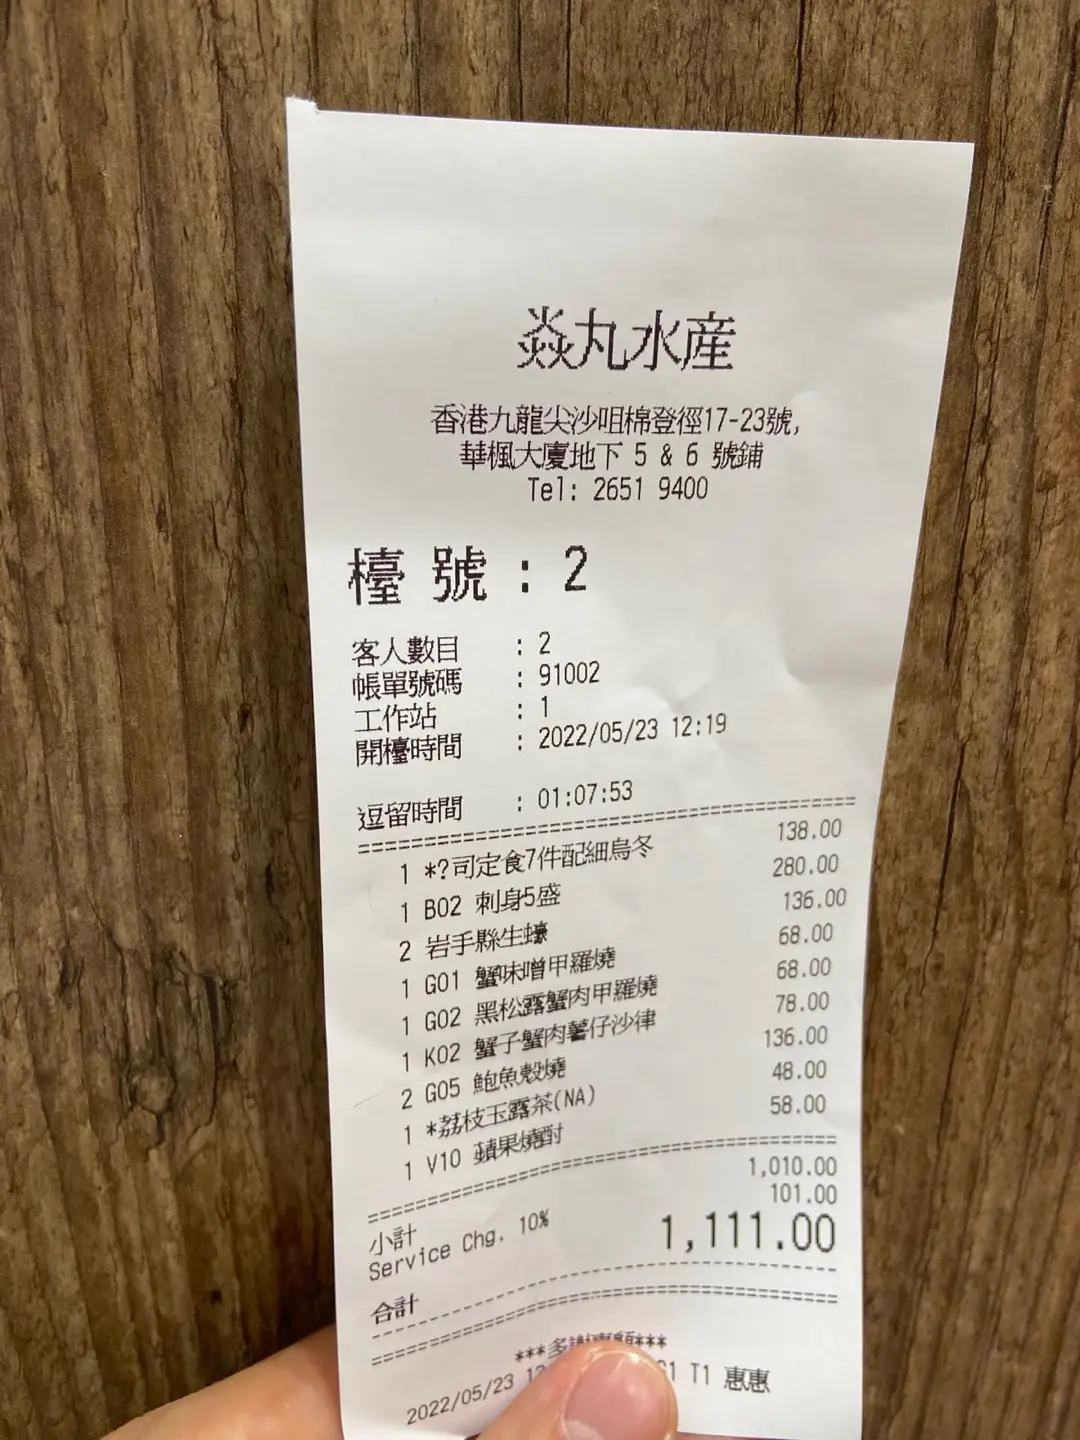 焱丸水産
香港九龍尖沙咀棉登徑17-23號,
華楓大廈地下 5 & 6 號鋪
Tel: 2651 9400
檯 號 : 2
客人數目 : 2
帳單號碼 : 91002
工作站 : 1
開檯時間 : 2022/05/23 12:19
逗留時間 : 01:07:53
1 *?司定食7件配細烏冬 138.00
1 B02 刺身5盛 280.00
2 岩手縣生蠔 136.00
1 G01 蟹味噌甲羅燒 68.00
1 G02 黑松露蟹肉甲羅燒 68.00
1 K02 蟹子蟹肉薯仔沙律 78.00
2 G05 鮑魚殼燒 136.00
1 *荔枝玉露茶(NA) 48.00
1 V10 蘋果燒酎 58.00
小計 1,010.00
Service Chg. 10% 101.00
合計 1,111.00
***多謝惠顧***
2022/05/23 T1 惠惠